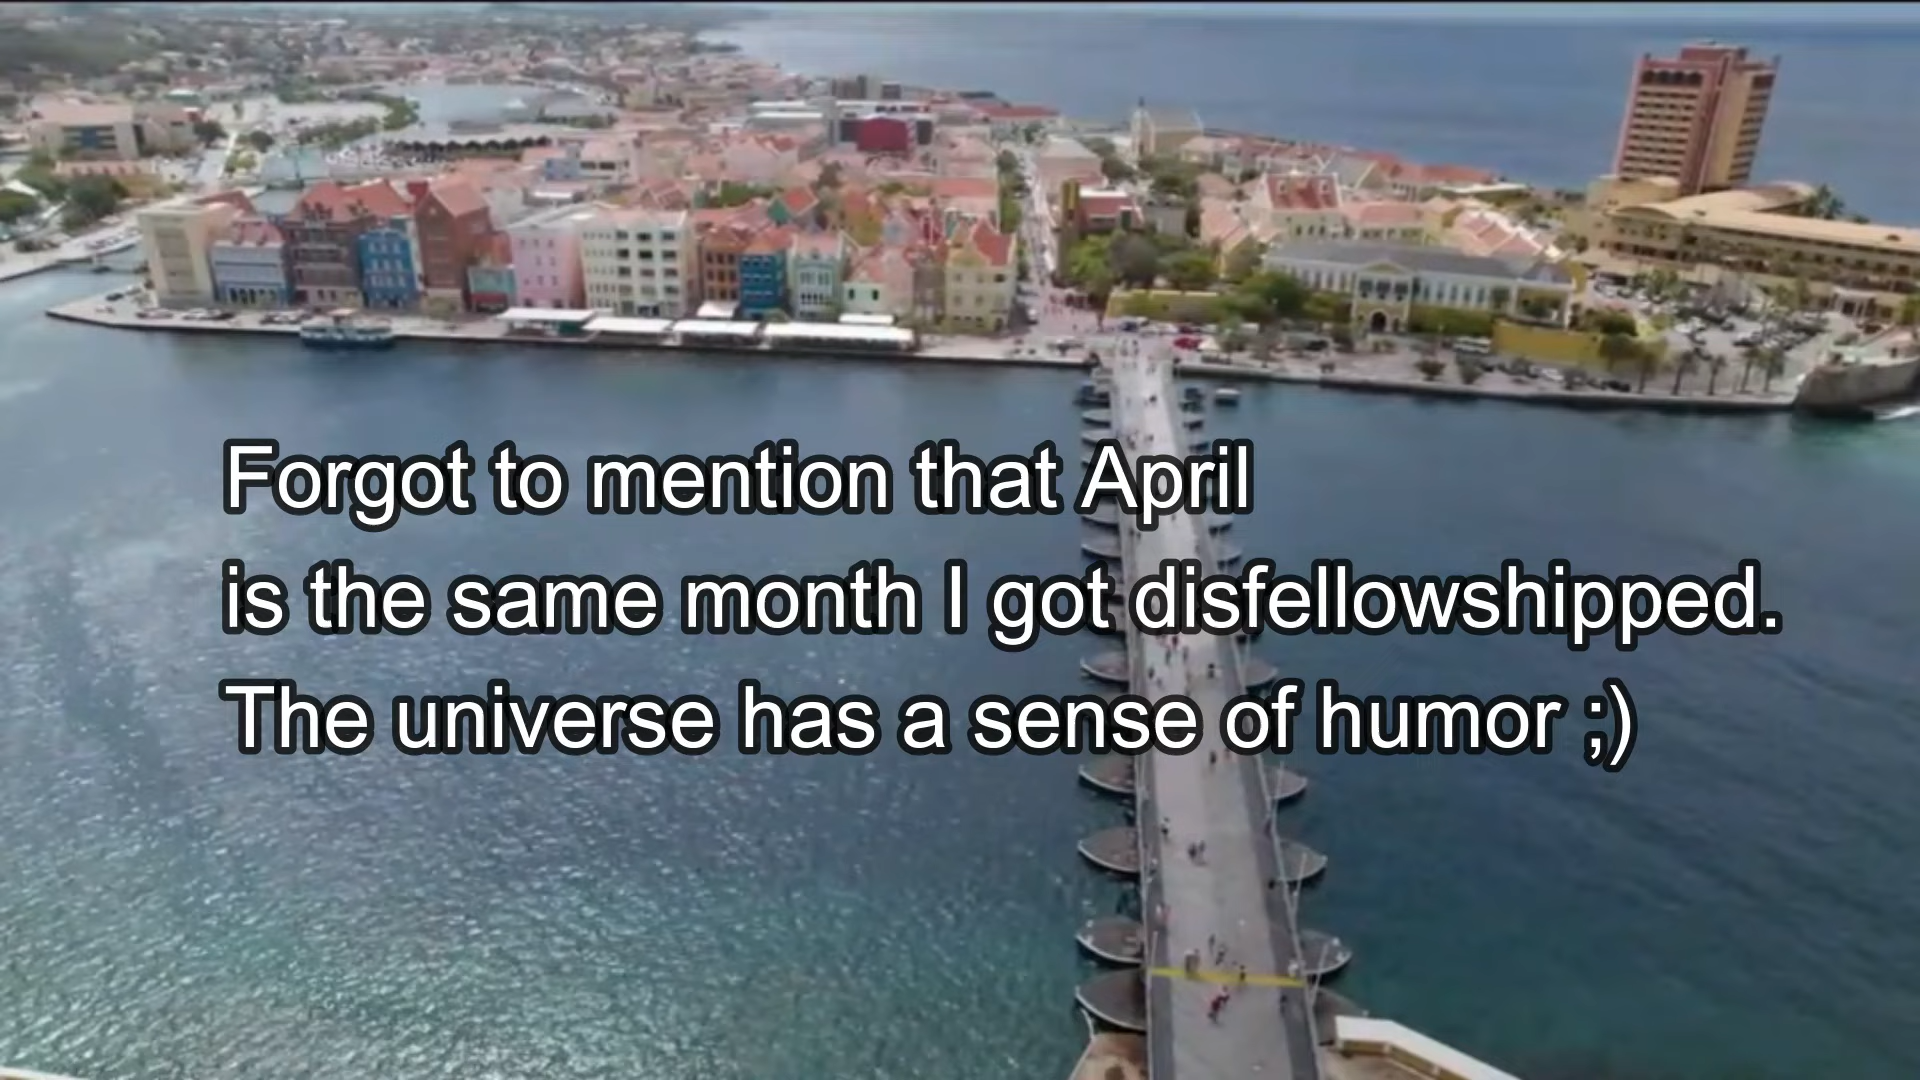 Forgot to mention that April
is the same month I got disfellowshipped.
The universe has a sense of humor ;)